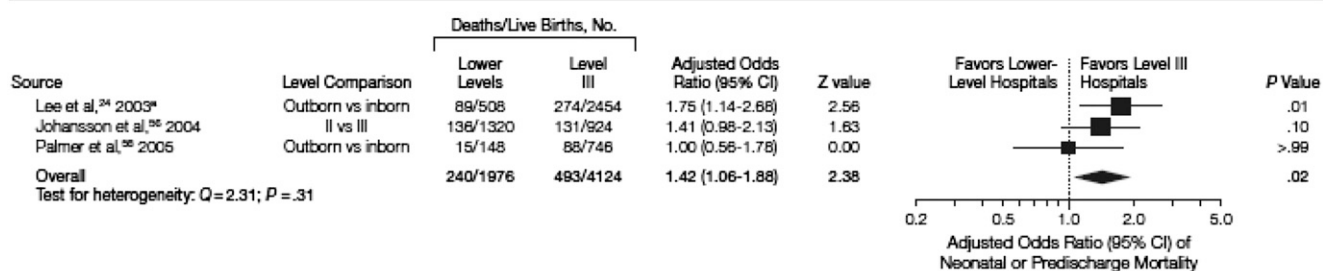 Deaths/Live Births, No.
Source Level Comparison Lower Levels Level III Adjusted Odds Ratio (95% CI) Z value Favors Lower-Level Hospitals Favors Level III Hospitals P Value
Lee et al,24 2003a Outborn vs inborn 89/508 274/2454 1.75 (1.14-2.68) 2.56 .01
Johansson et al, 2004 II vs III 136/1320 131/924 1.41 (0.98-2.13) 1.63 .10
Palmer et al, 2005 Outborn vs inborn 15/148 88/746 1.00 (0.56-1.78) 0.00 >.99
Overall 240/1976 493/4124 1.42 (1.06-1.88) 2.38 .02
Test for heterogeneity: Q=2.31; P=.31
0.2 0.5 1.0 2.0 5.0
Adjusted Odds Ratio (95% CI) of
Neonatal or Predischarge Mortality